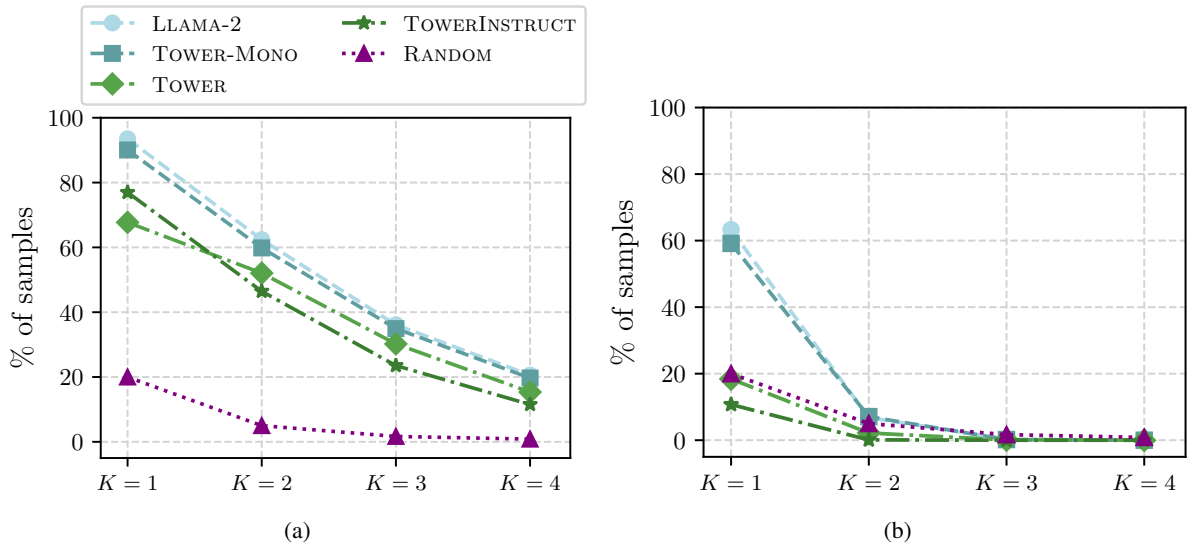 LLAMA-2
TOWER-MONO
TOWER
TOWERINSTRUCT
RANDOM
% of samples
100
80
60
40
20
0
K = 1
K = 2
K = 3
K = 4
(a)
% of samples
100
80
60
40
20
0
K = 1
K = 2
K = 3
K = 4
(b)